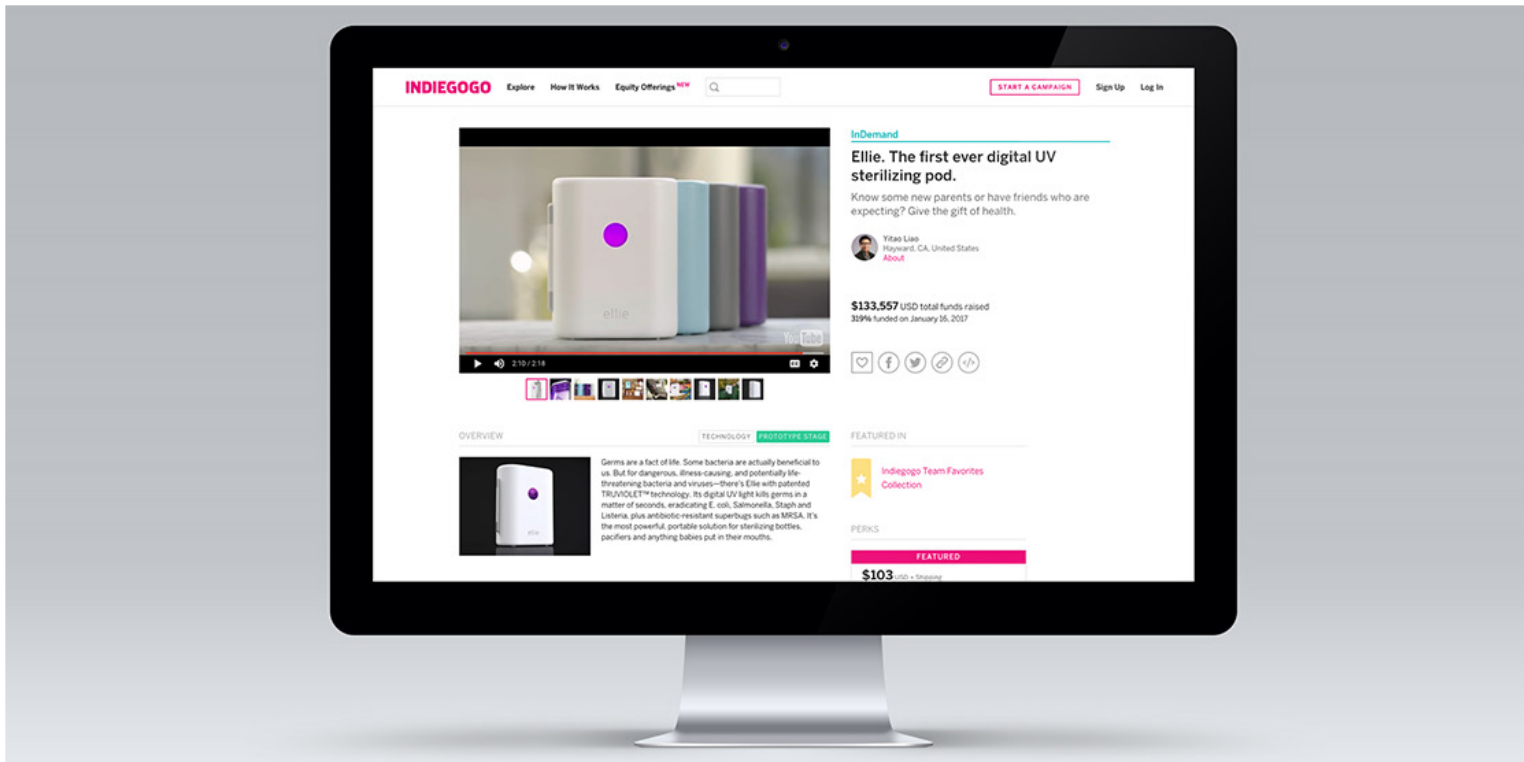 INDIEGOGO Explore How It Works Equity Offerings NEW START A CAMPAIGN Sign Up Log In
ellie
YouTube
2:10 / 2:18
CC
InDemand
Ellie. The first ever digital UV
sterilizing pod.
Know some new parents or have friends who are
expecting? Give the gift of health.
Yitao Liao
Hayward, CA, United States
About
$133,557 USD total funds raised
319% funded on January 16, 2017
OVERVIEW TECHNOLOGY PROTOTYPE STAGE
ellie
Germs are a fact of life. Some bacteria are actually beneficial to
us. But for dangerous, illness-causing, and potentially life-
threatening bacteria and viruses—there's Ellie with patented
TRUVIOLET™ technology. Its digital UV light kills germs in a
matter of seconds, eradicating E. coli, Salmonella, Staph and
Listeria, plus antibiotic-resistant superbugs such as MRSA. It's
the most powerful, portable solution for sterilizing bottles,
pacifiers and anything babies put in their mouths.
FEATURED IN
Indiegogo Team Favorites
Collection
PERKS
FEATURED
$103 USD + Shipping